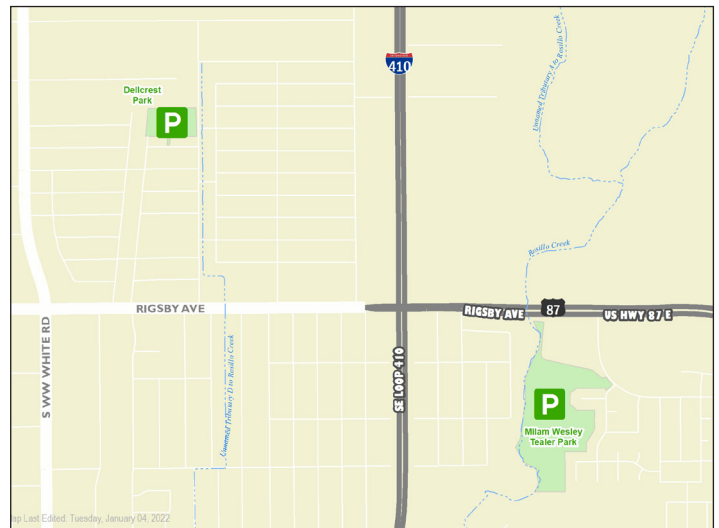 410
Unnamed Tributary A to Rosillo Creek
Dellcrest
Park
P
Rosillo Creek
RIGSBY AVE
RIGSBY AVE
87
US HWY 87 E
S WW WHITE RD
Unnamed Tributary D to Rosillo Creek
SE LOOP 410
P
Milam Wesley
Tealer Park
ap Last Edited: Tuesday, January 04, 2022